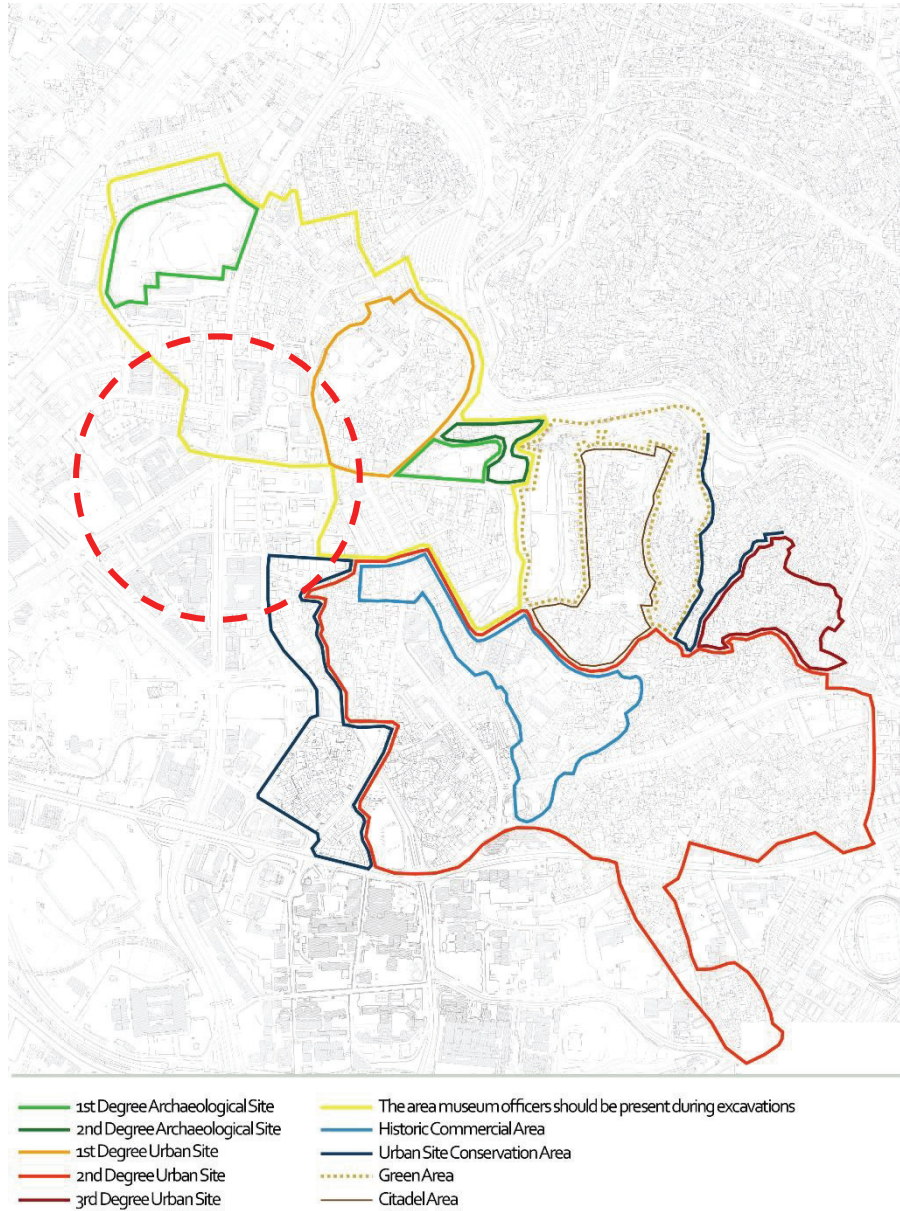 1st Degree Archaeological Site
2nd Degree Archaeological Site
1st Degree Urban Site
2nd Degree Urban Site
3rd Degree Urban Site
The area museum officers should be present during excavations
Historic Commercial Area
Urban Site Conservation Area
Green Area
Citadel Area